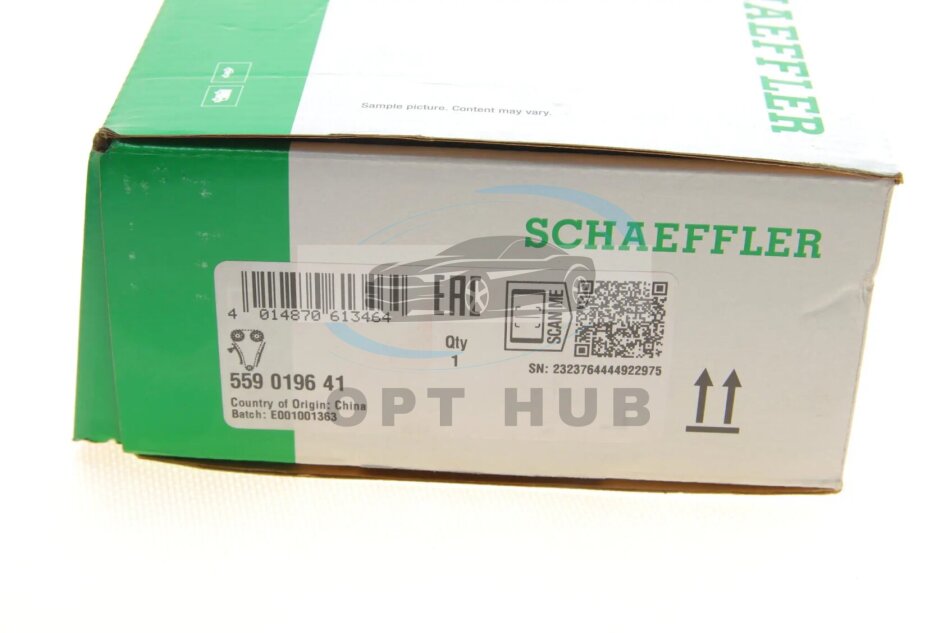 SCHAEFFLER
Sample picture. Content may vary.
SCHAEFFLER
4 014870 613464
EAC
SCAN ME
Qty
1
SN: 2323764444922975
559 0196 41
Country of Origin: China
Batch: E001001363
OPT HUB